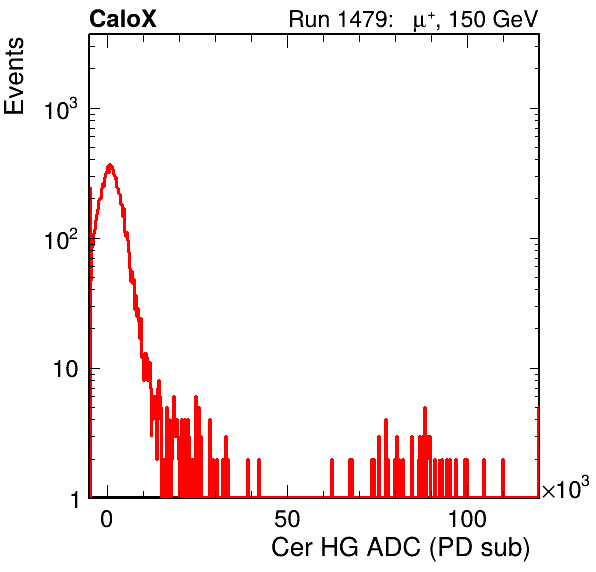 CaloX Run 1479: μ⁺, 150 GeV
Events
10³
10²
10
1
0 50 100 ×10³
Cer HG ADC (PD sub)